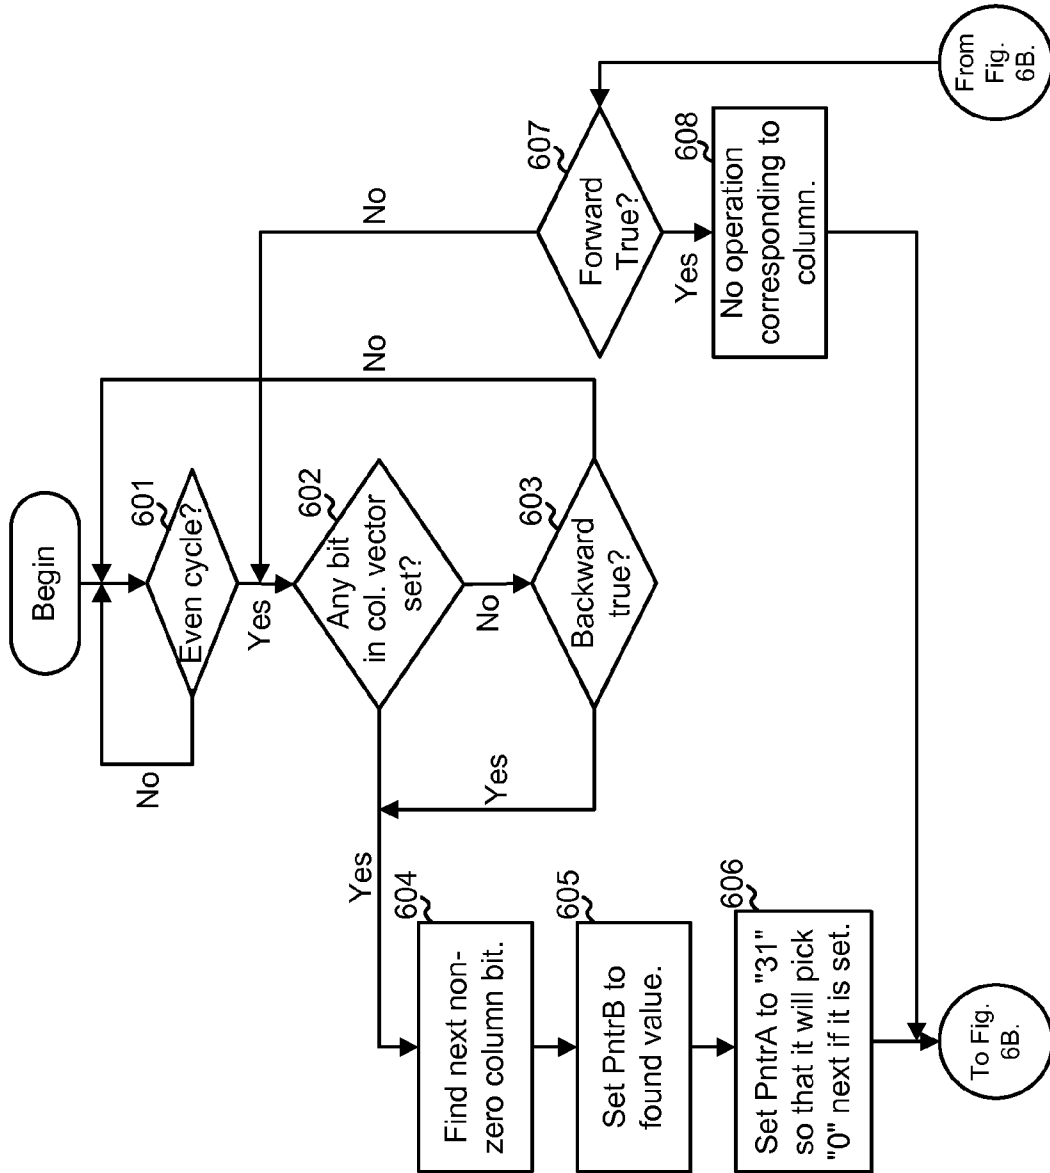 Begin
601
Even cycle?
No
Yes
602
Any bit
in col. vector
set?
No
603
Backward
true?
No
Yes
Yes
604
Find next non-
zero column bit.
605
Set PntrB to
found value.
606
Set PntrA to "31"
so that it will pick
"0" next if it is set.
To Fig.
6B.
607
Forward
True?
No
Yes
608
No operation
corresponding to
column.
From
Fig.
6B.